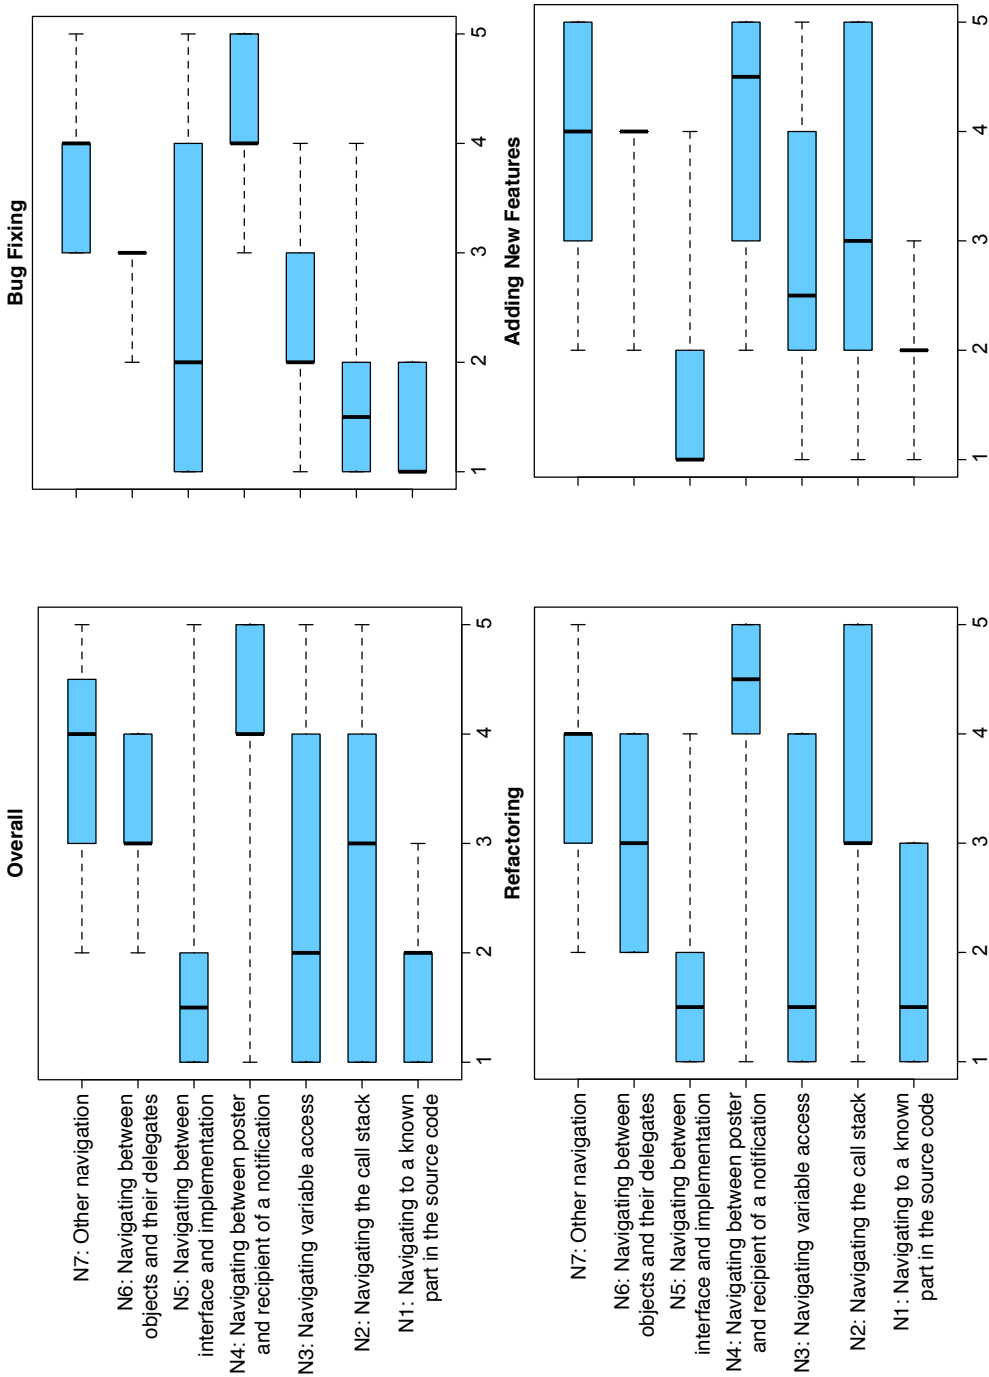 Overall
N7: Other navigation
N6: Navigating between
objects and their delegates
N5: Navigating between
interface and implementation
N4: Navigating between poster
and recipient of a notification
N3: Navigating variable access
N2: Navigating the call stack
N1: Navigating to a known
part in the source code
1 2 3 4 5
Bug Fixing
1 2 3 4 5
Refactoring
N7: Other navigation
N6: Navigating between
objects and their delegates
N5: Navigating between
interface and implementation
N4: Navigating between poster
and recipient of a notification
N3: Navigating variable access
N2: Navigating the call stack
N1: Navigating to a known
part in the source code
1 2 3 4 5
Adding New Features
1 2 3 4 5